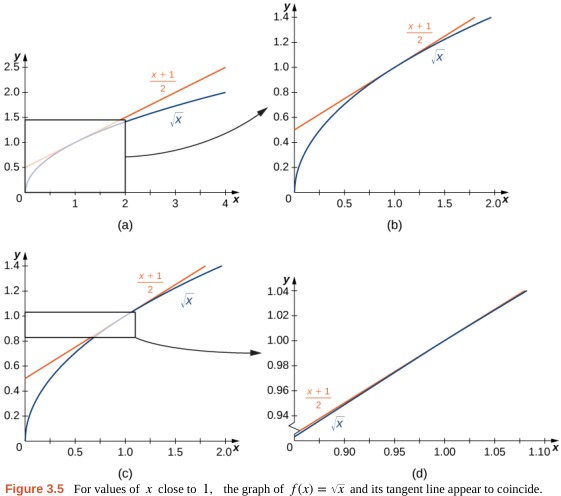 y
2.5
2
1.5
1.0
0.5
0
1
2
3
4
x
x + 1
2
√x
(a)
y
1.4
1.2
1.0
0.8
0.6
0.4
0.2
0
0.5
1.0
1.5
2.0
x
x + 1
2
√x
(b)
y
1.4
1.2
1.0
0.8
0.6
0.4
0.2
0
0.5
1.0
1.5
2.0
x
x + 1
2
√x
(c)
y
1.04
1.02
1.00
0.98
0.96
0.94
0
0.90
0.95
1.00
1.05
1.10
x
x + 1
2
√x
(d)
Figure 3.5 For values of x close to 1, the graph of f(x) = √x and its tangent line appear to coincide.